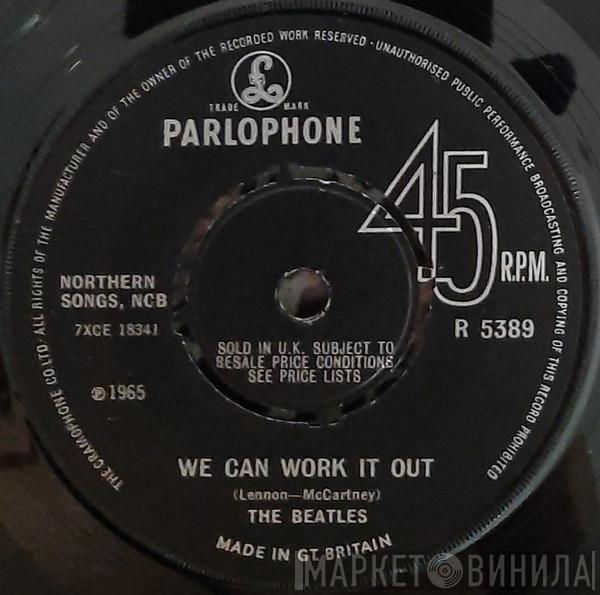 THE GRAMOPHONE CO. LTD. · ALL RIGHTS OF THE MANUFACTURER AND OF THE OWNER OF THE RECORDED WORK RESERVED · UNAUTHORISED PUBLIC PERFORMANCE BROADCASTING AND COPYING OF THIS RECORD PROHIBITED
£
TRADE MARK
PARLOPHONE
45
R.P.M.
NORTHERN
SONGS, NCB
7XCE 18341
R 5389
SOLD IN U.K. SUBJECT TO
RESALE PRICE CONDITIONS,
SEE PRICE LISTS
℗ 1965
WE CAN WORK IT OUT
(Lennon—McCartney)
THE BEATLES
MADE IN GT. BRITAIN
МАРКЕТ ВИНИЛА